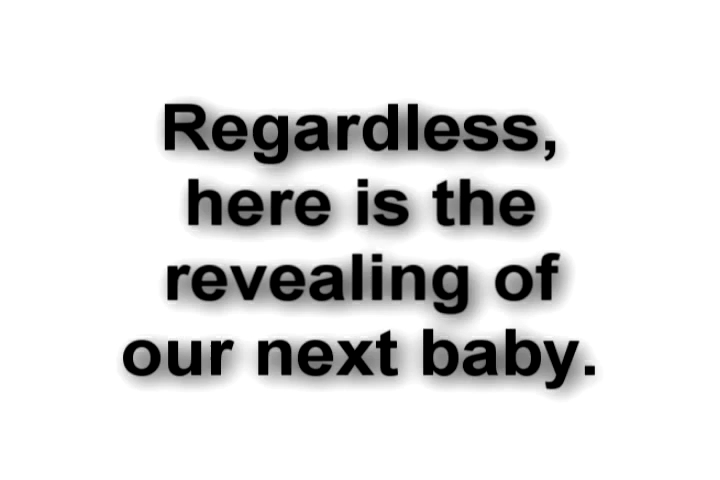 Regardless,
here is the
revealing of
our next baby.